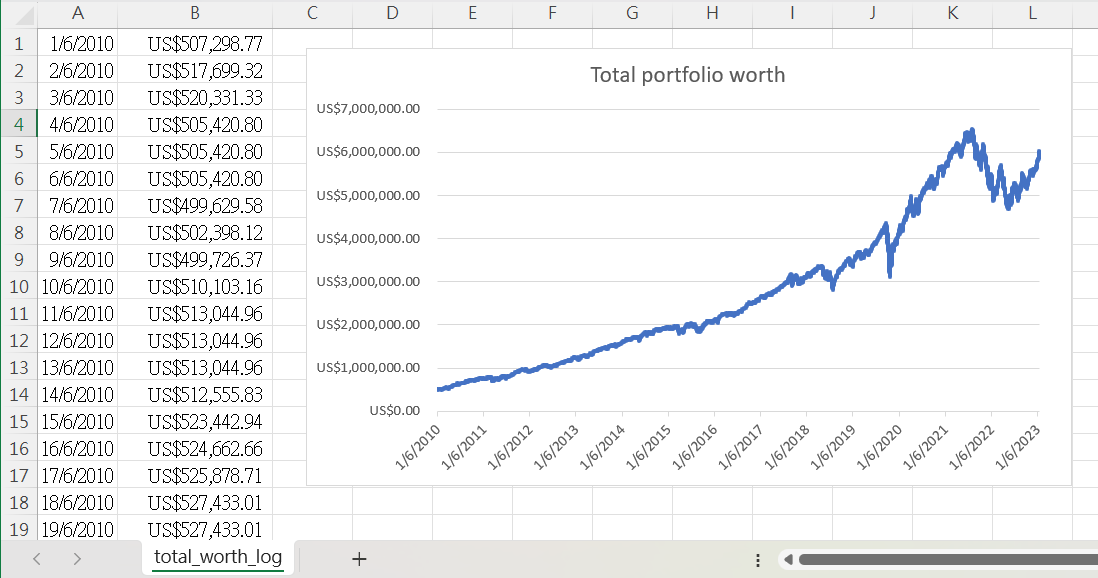 A B C D E F G H I J K L
1 1/6/2010 US$507,298.77
2 2/6/2010 US$517,699.32
3 3/6/2010 US$520,331.33
4 4/6/2010 US$505,420.80
5 5/6/2010 US$505,420.80
6 6/6/2010 US$505,420.80
7 7/6/2010 US$499,629.58
8 8/6/2010 US$502,398.12
9 9/6/2010 US$499,726.37
10 10/6/2010 US$510,103.16
11 11/6/2010 US$513,044.96
12 12/6/2010 US$513,044.96
13 13/6/2010 US$513,044.96
14 14/6/2010 US$512,555.83
15 15/6/2010 US$523,442.94
16 16/6/2010 US$524,662.66
17 17/6/2010 US$525,878.71
18 18/6/2010 US$527,433.01
19 19/6/2010 US$527,433.01
Total portfolio worth
US$7,000,000.00
US$6,000,000.00
US$5,000,000.00
US$4,000,000.00
US$3,000,000.00
US$2,000,000.00
US$1,000,000.00
US$0.00
1/6/2010
1/6/2011
1/6/2012
1/6/2013
1/6/2014
1/6/2015
1/6/2016
1/6/2017
1/6/2018
1/6/2019
1/6/2020
1/6/2021
1/6/2022
1/6/2023
total_worth_log